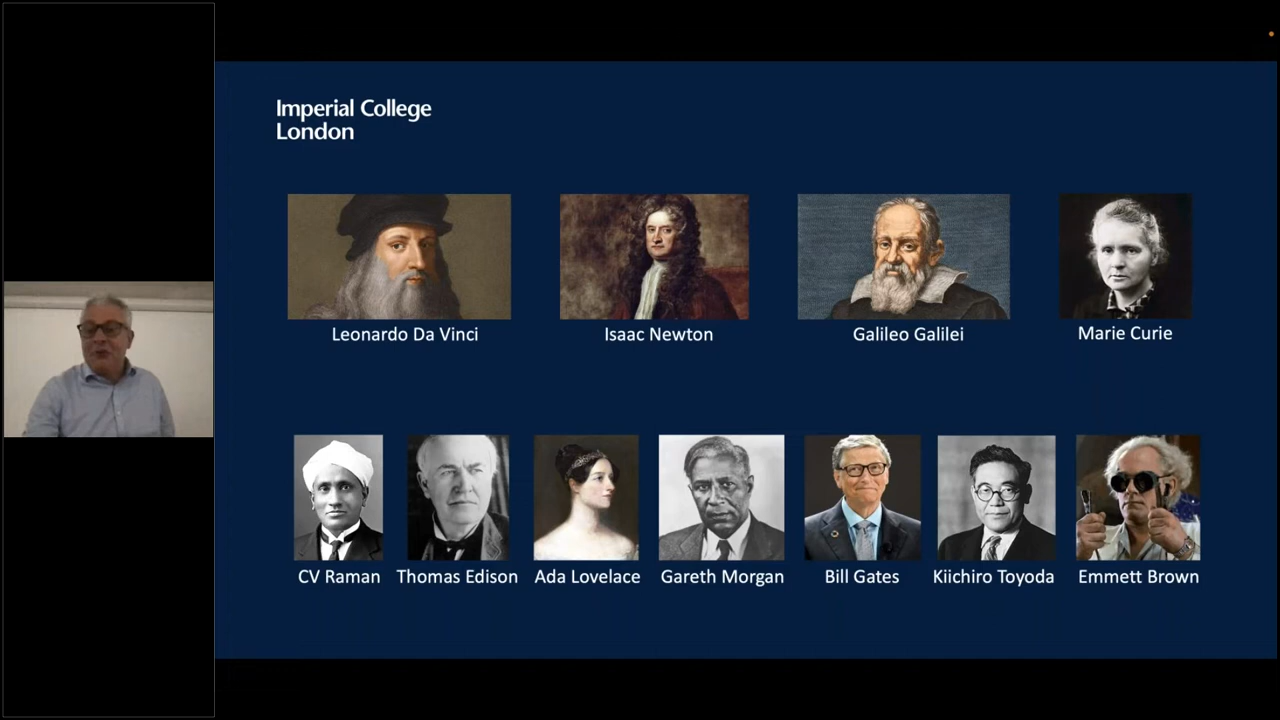 Imperial College
London
Leonardo Da Vinci
Isaac Newton
Galileo Galilei
Marie Curie
CV Raman
Thomas Edison
Ada Lovelace
Gareth Morgan
Bill Gates
Kiichiro Toyoda
Emmett Brown